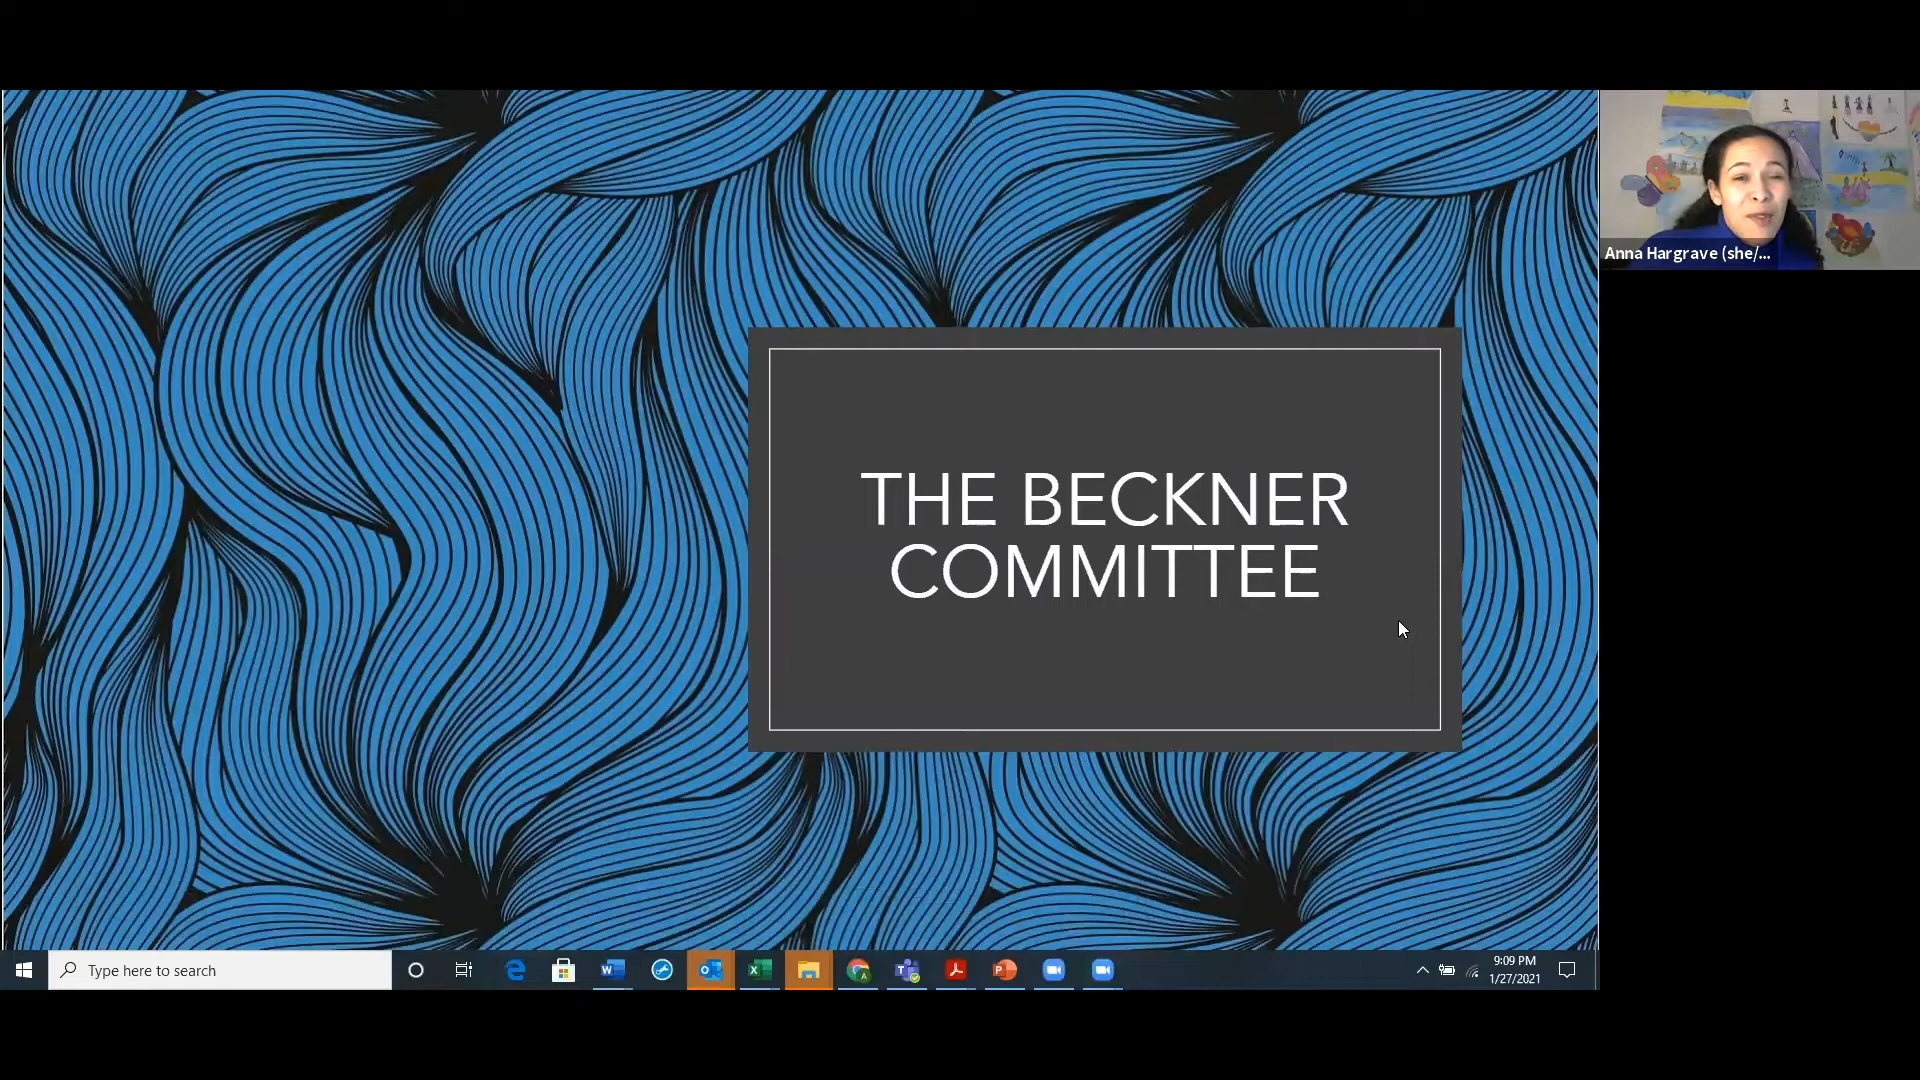 THE BECKNER
COMMITTEE
Anna Hargrave (she/...
Type here to search
9:09 PM
1/27/2021